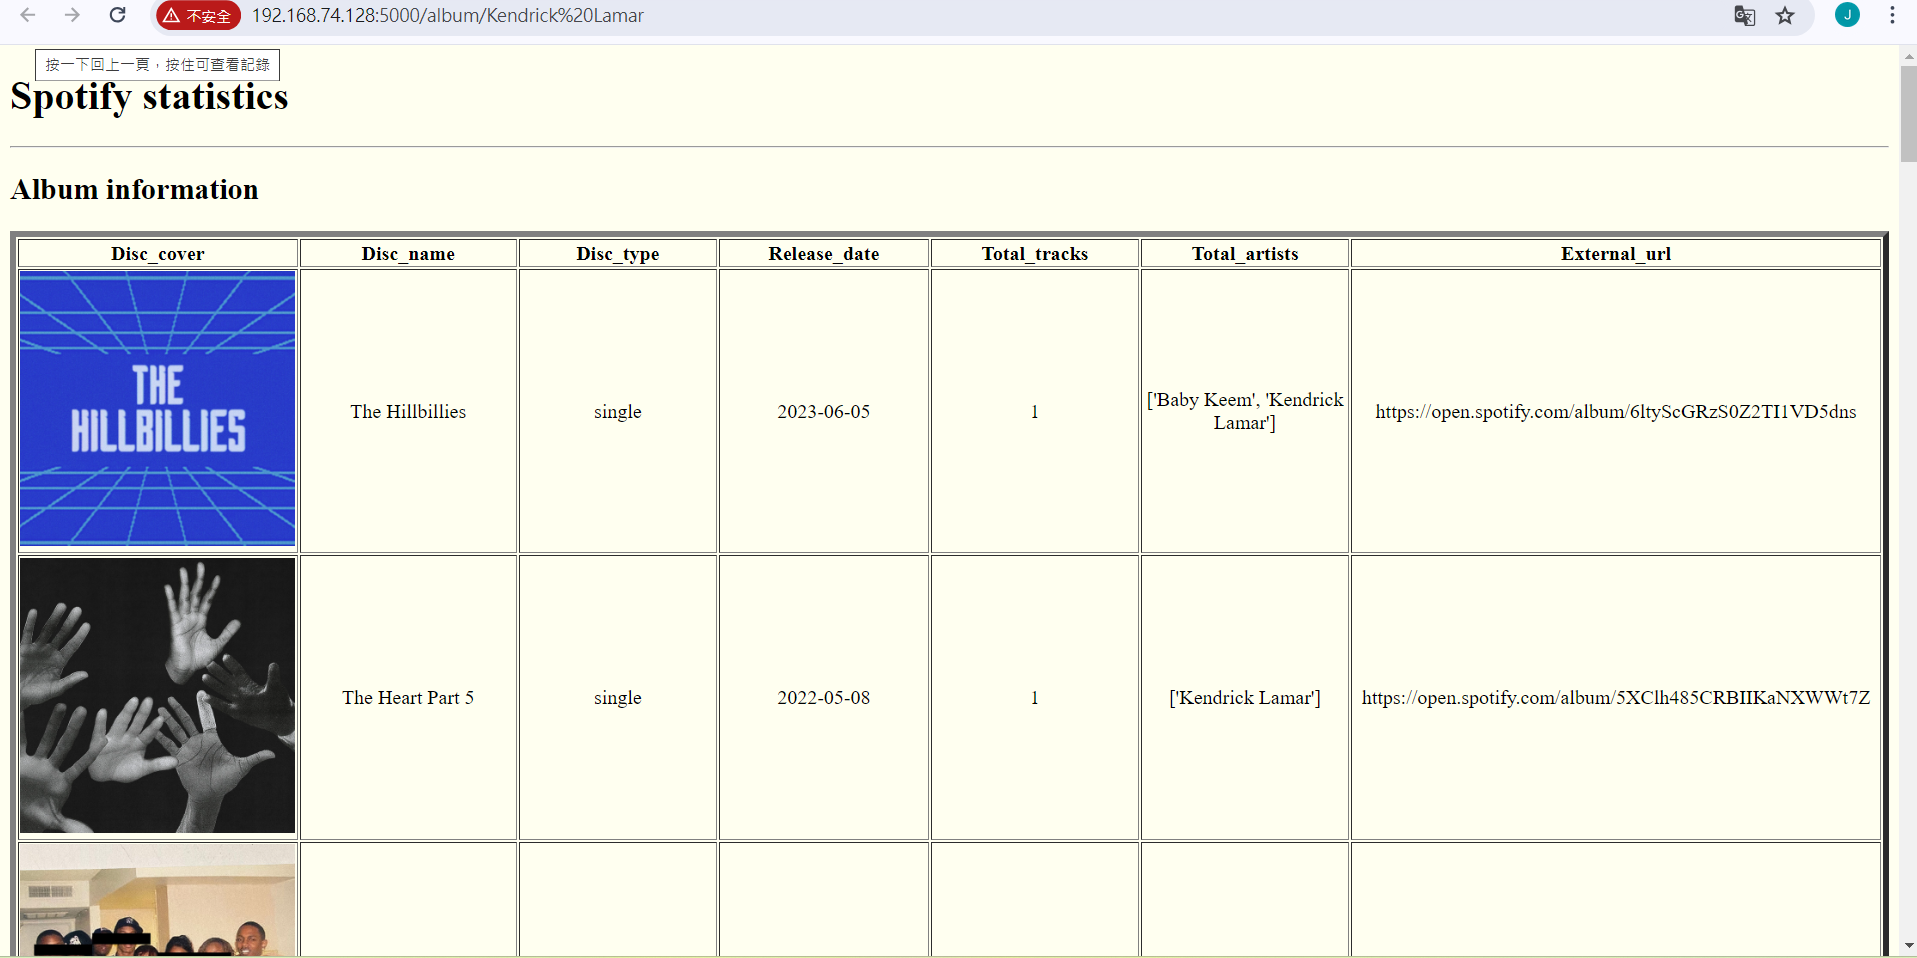 不安全 192.168.74.128:5000/album/Kendrick%20Lamar J
按一下回上一頁，按住可查看記錄
Spotify statistics
Album information
Disc_cover Disc_name Disc_type Release_date Total_tracks Total_artists External_url
THE
HILLBILLIES
The Hillbillies single 2023-06-05 1 ['Baby Keem', 'Kendrick
Lamar'] https://open.spotify.com/album/6ltyScGRzS0Z2TI1VD5dns
The Heart Part 5 single 2022-05-08 1 ['Kendrick Lamar'] https://open.spotify.com/album/5XClh485CRBIIKaNXWWt7Z